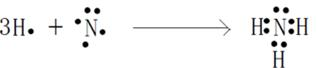 3H• + •N• ⟶ H:N:H
H